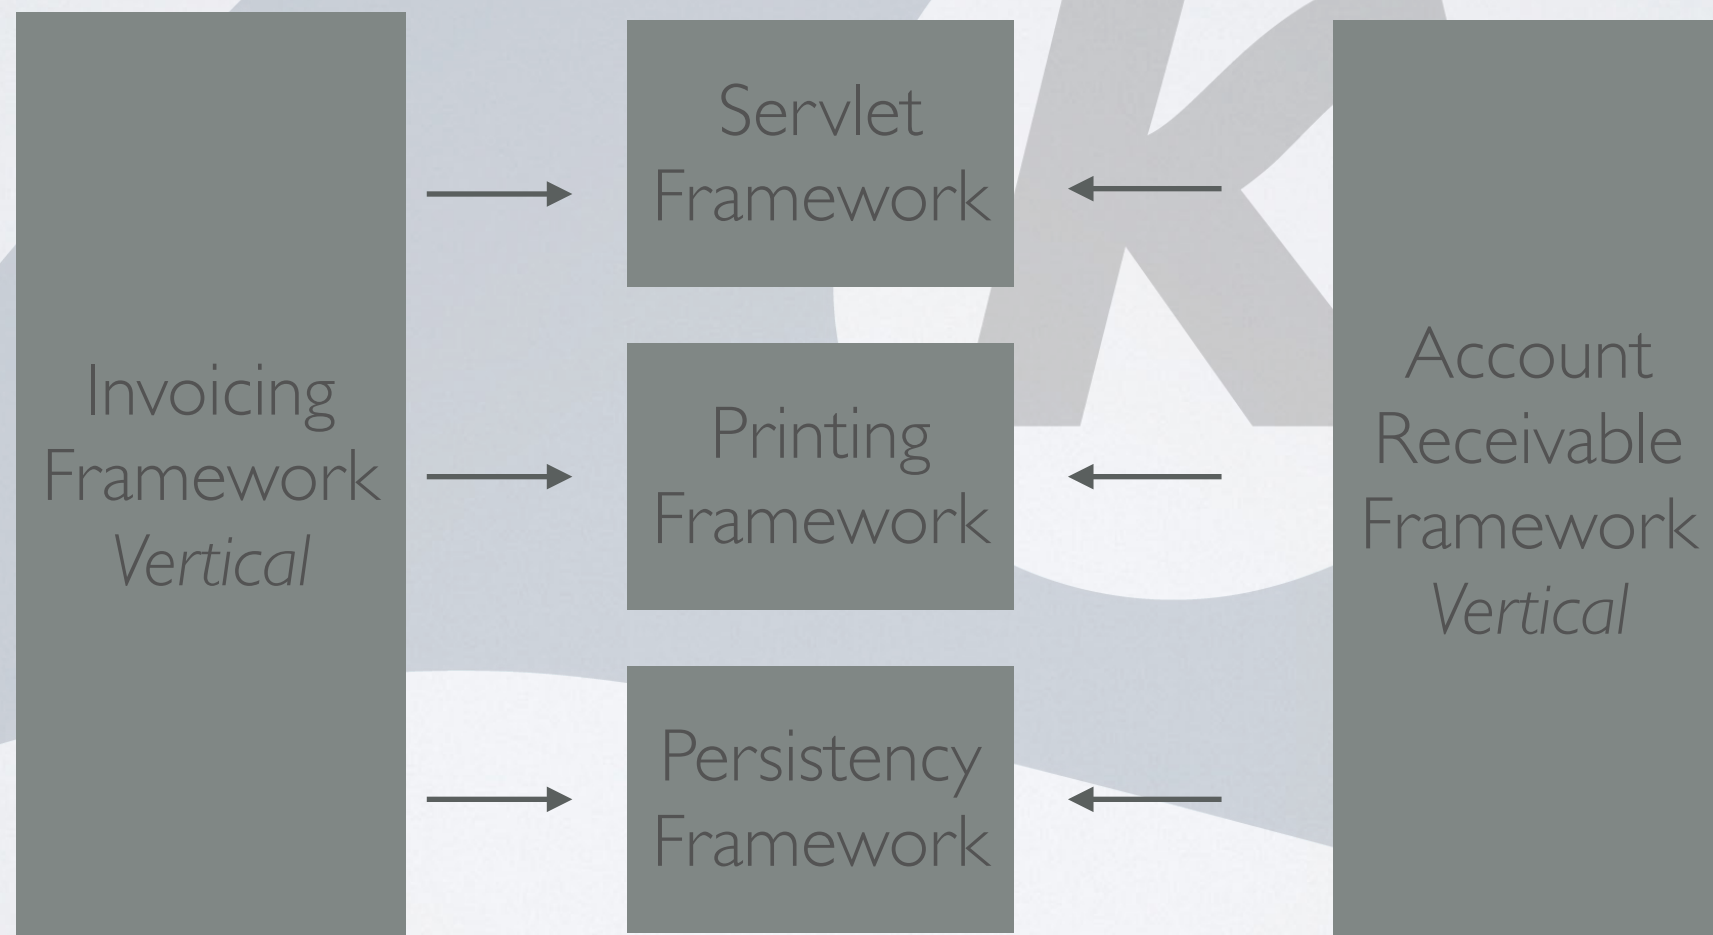 Invoicing
Framework
Vertical
Servlet
Framework
Printing
Framework
Persistency
Framework
Account
Receivable
Framework
Vertical